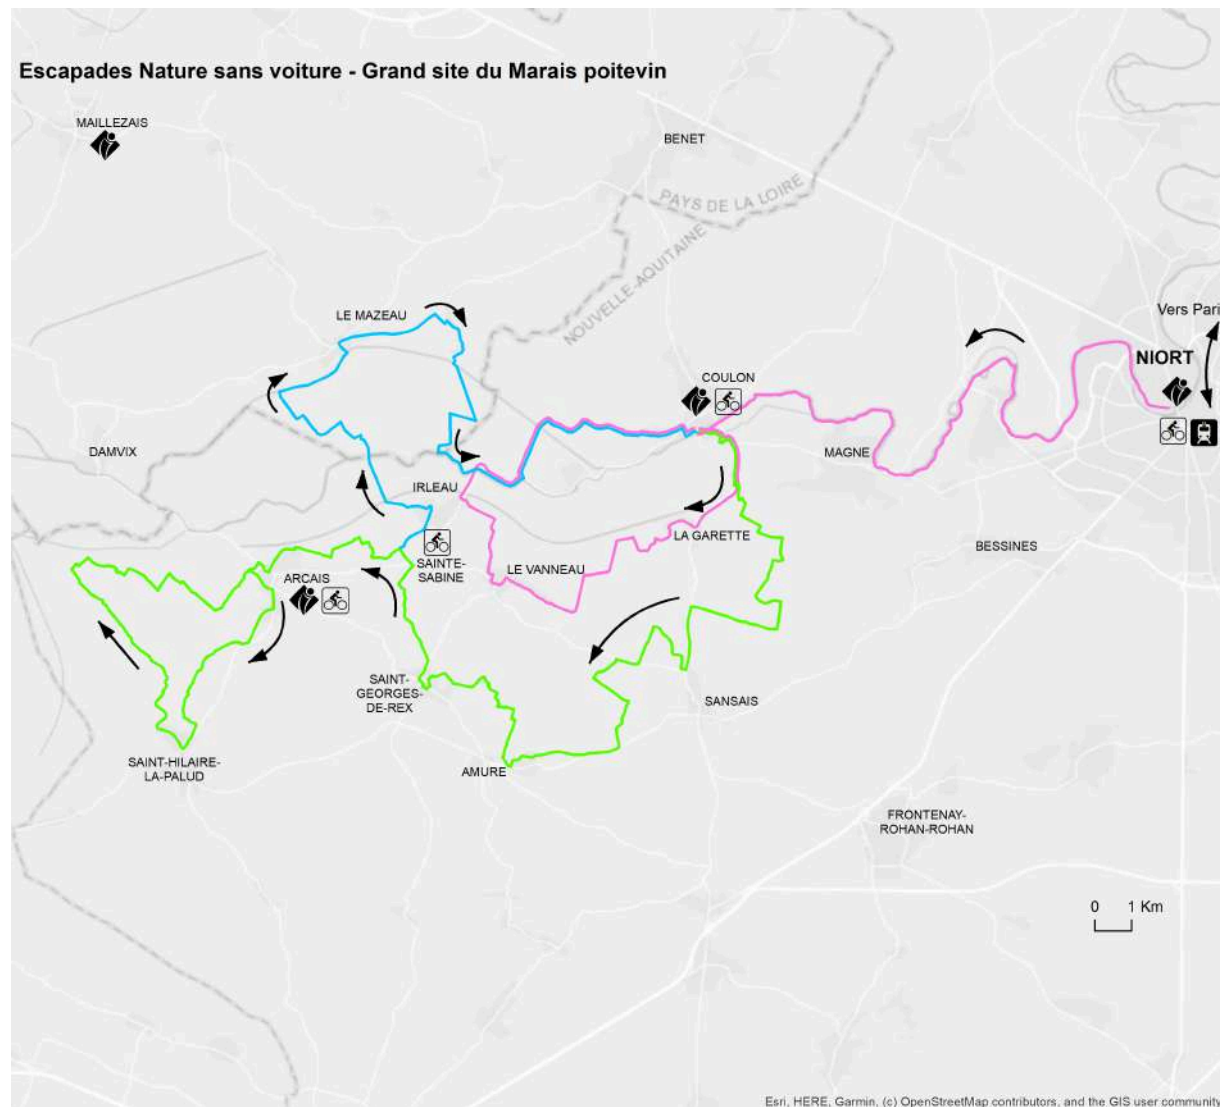 Escapades Nature sans voiture - Grand site du Marais poitevin
MAILLEZAIS
BENET
PAYS DE LA LOIRE
NOUVELLE-AQUITAINE
LE MAZEAU
Vers Pari
NIORT
COULON
DAMVIX
MAGNE
IRLEAU
LA GARETTE
BESSINES
SAINTE-
SABINE
LE VANNEAU
ARCAIS
SAINT-
GEORGES-
DE-REX
SANSAIS
SAINT-HILAIRE-
LA-PALUD
AMURE
FRONTENAY-
ROHAN-ROHAN
0 1 Km
Esri, HERE, Garmin, (c) OpenStreetMap contributors, and the GIS user community